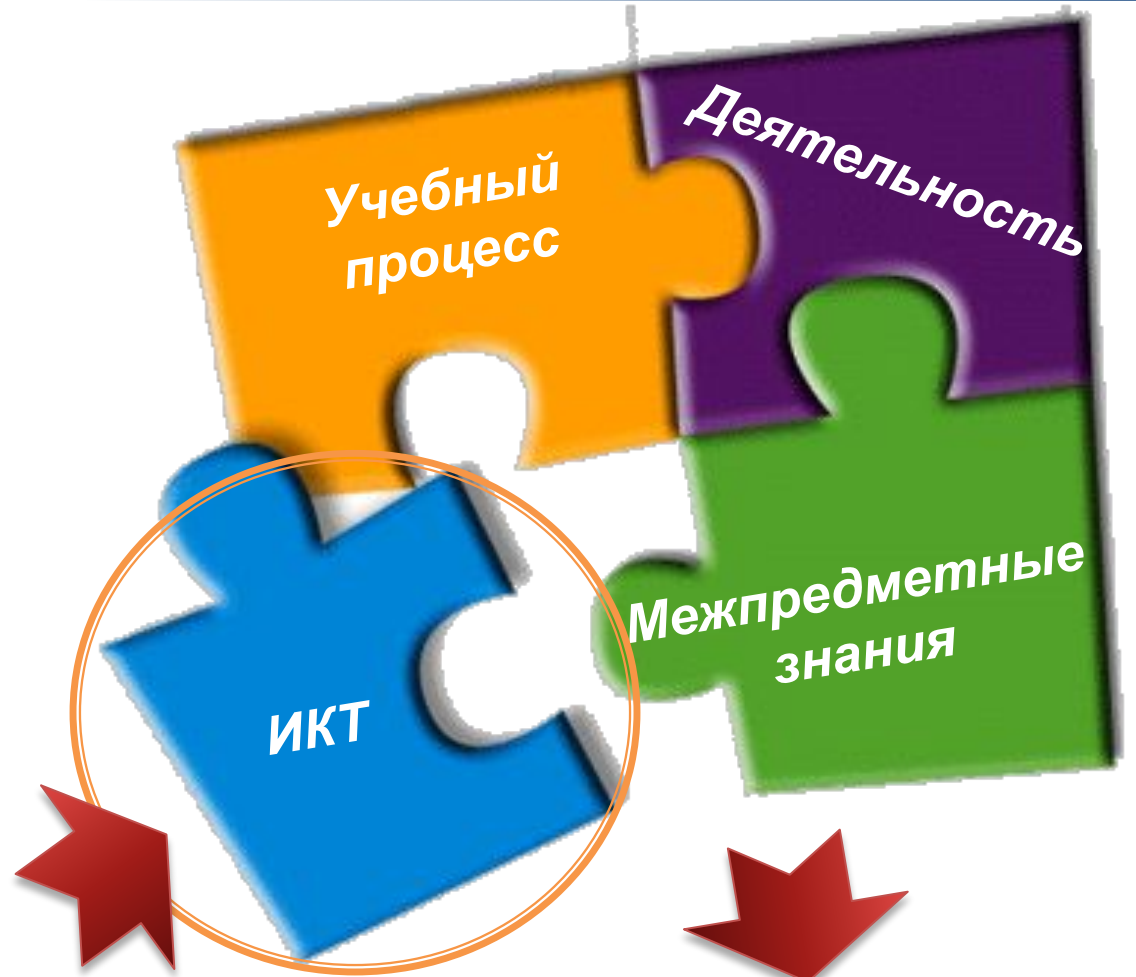 Учебный
процесс
Деятельность
Межпредметные
знания
ИКТ